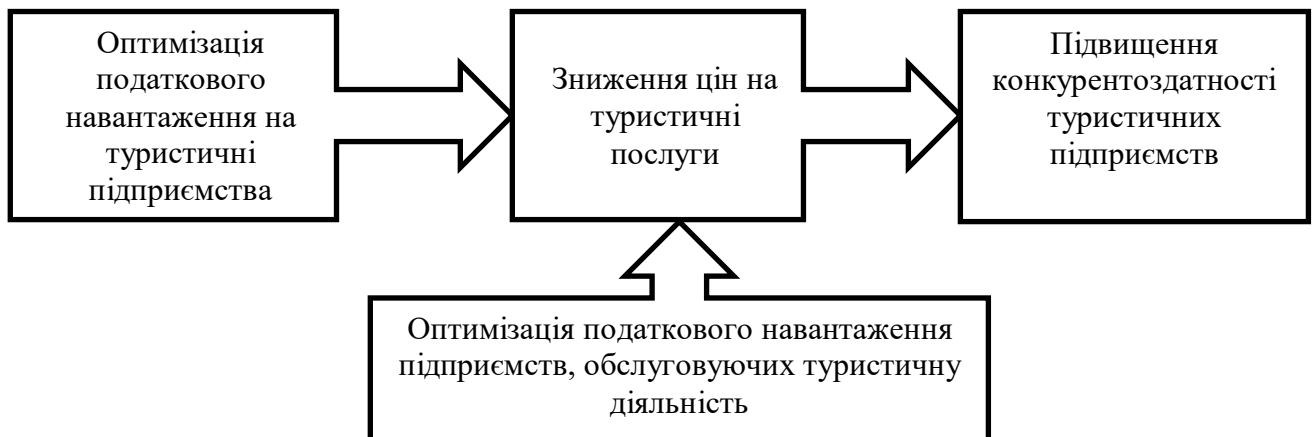 Оптимізація
податкового
навантаження на
туристичні
підприємства
Зниження цін на
туристичні
послуги
Підвищення
конкурентоздатності
туристичних
підприємств
Оптимізація податкового навантаження
підприємств, обслуговуючих туристичну
діяльність